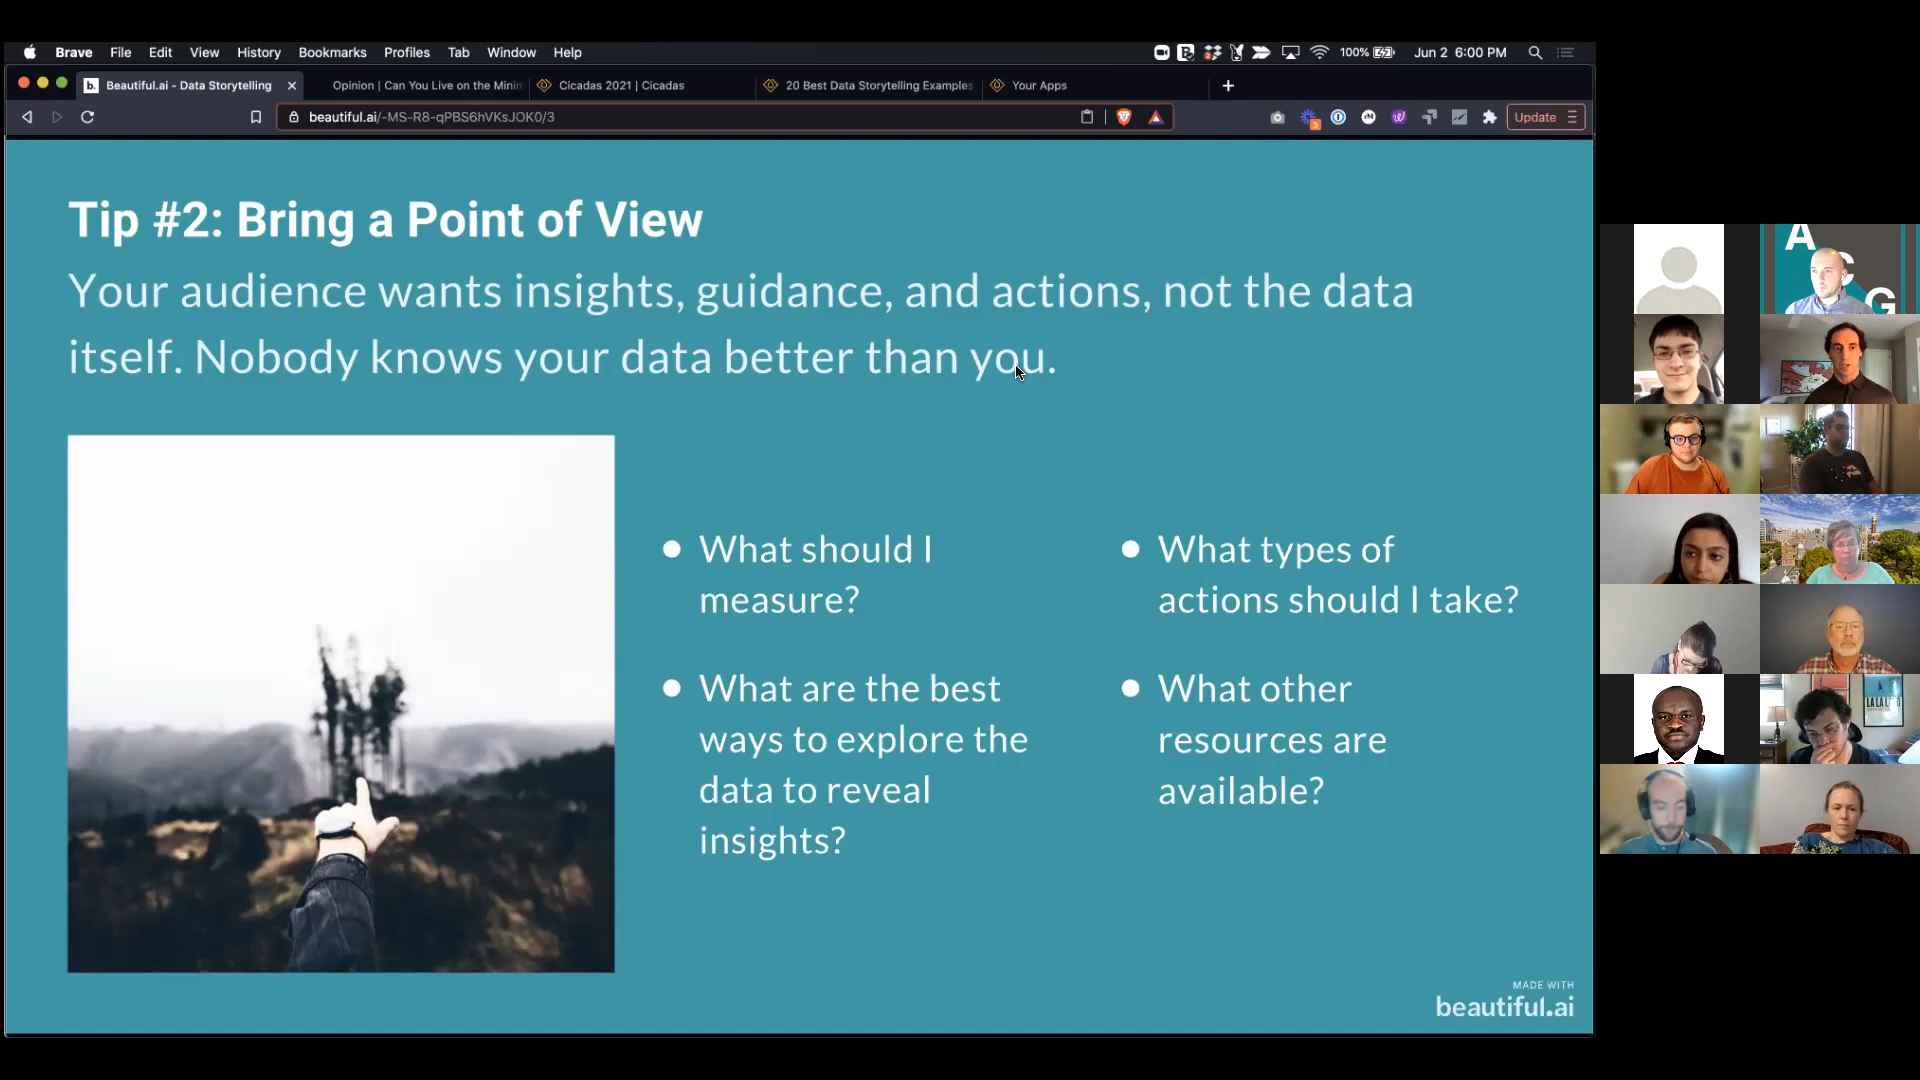 Brave File Edit View History Bookmarks Profiles Tab Window Help
100% Jun 2 6:00 PM
b. Beautiful.ai - Data Storytelling
Opinion | Can You Live on the Minim
Cicadas 2021 | Cicadas
20 Best Data Storytelling Examples
Your Apps
beautiful.ai/-MS-R8-qPBS6hVKsJOK0/3
Update
Tip #2: Bring a Point of View
Your audience wants insights, guidance, and actions, not the data
itself. Nobody knows your data better than you.
What should I
measure?
What are the best
ways to explore the
data to reveal
insights?
What types of
actions should I take?
What other
resources are
available?
MADE WITH
beautiful.ai
A
C
G
LA LA